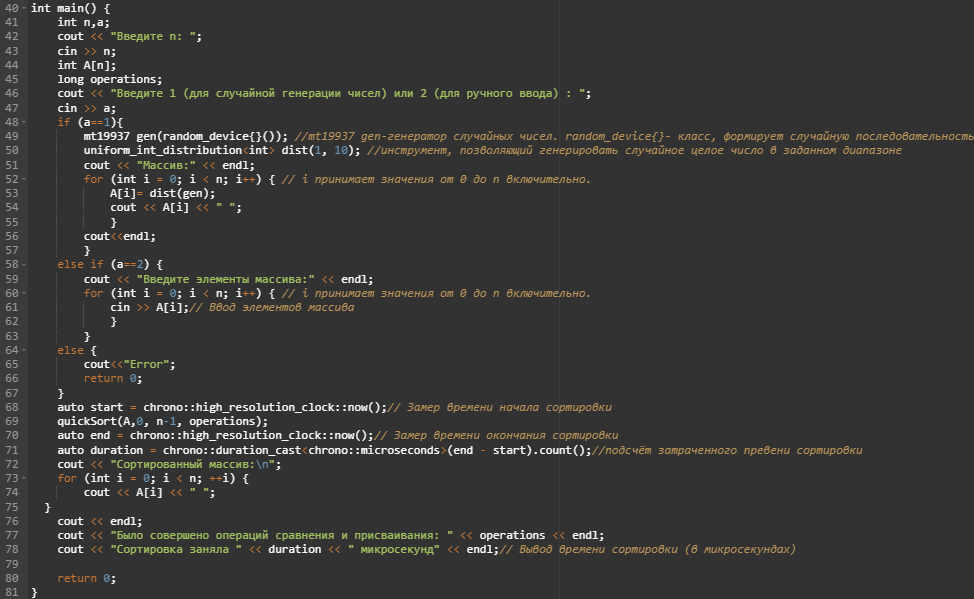 40 int main() {
41     int n,a;
42     cout << "Введите n: ";
43     cin >> n;
44     int A[n];
45     long operations;
46     cout << "Введите 1 (для случайной генерации чисел) или 2 (для ручного ввода) : ";
47     cin >> a;
48     if (a==1){
49         mt19937 gen(random_device{}()); //mt19937 gen-генератор случайных чисел. random_device{}- класс, формирует случайную последовательность
50         uniform_int_distribution<int> dist(1, 10); //инструмент, позволяющий генерировать случайное целое число в заданном диапазоне
51         cout << "Массив:" << endl;
52         for (int i = 0; i < n; i++) { // i принимает значения от 0 до n включительно.
53             A[i]= dist(gen);
54             cout << A[i] << " ";
55             }
56         cout<<endl;
57         }
58     else if (a==2) {
59         cout << "Введите элементы массива:" << endl;
60         for (int i = 0; i < n; i++) { // i принимает значения от 0 до n включительно.
61             cin >> A[i];// Ввод элементов массива
62             }
63         }
64     else {
65         cout<<"Error";
66         return 0;
67     }
68     auto start = chrono::high_resolution_clock::now();// Замер времени начала сортировки
69     quickSort(A,0, n-1, operations);
70     auto end = chrono::high_resolution_clock::now();// Замер времени окончания сортировки
71     auto duration = chrono::duration_cast<chrono::microseconds>(end - start).count();//подсчёт затраченного превени сортировки
72     cout << "Сортированный массив:\n";
73     for (int i = 0; i < n; ++i) {
74         cout << A[i] << " ";
75   }
76     cout << endl;
77     cout << "Было совершено операций сравнения и присваивания: " << operations << endl;
78     cout << "Сортировка заняла " << duration << " микросекунд" << endl;// Вывод времени сортировки (в микросекундах)
79
80     return 0;
81 }